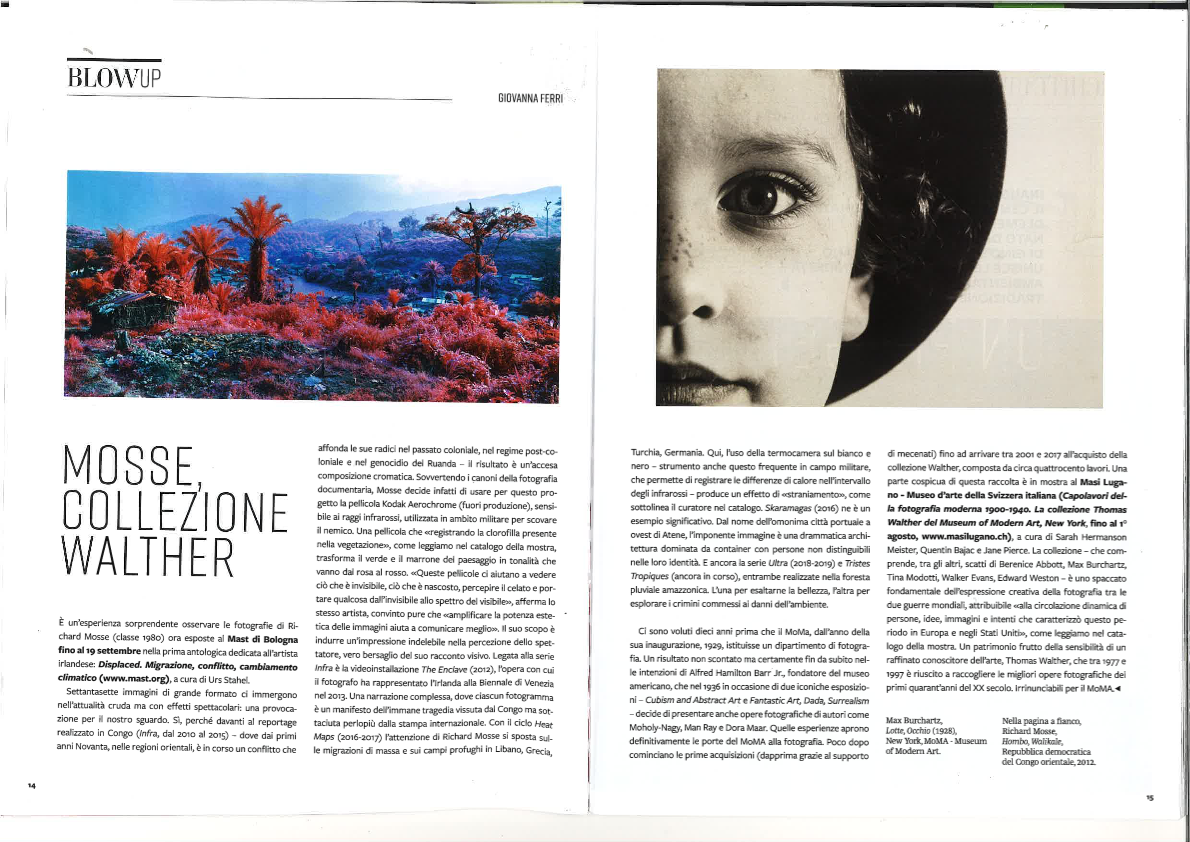 BLOWUP
GIOVANNA FERRI
MOSSE,
COLLEZIONE
WALTHER
È un'esperienza sorprendente osservare le fotografie di Ri-
chard Mosse (classe 1980) ora esposte al Mast di Bologna
fino al 19 settembre nella prima antologica dedicata all'artista
irlandese: Displaced. Migrazione, conflitto, cambiamento
climatico (www.mast.org), a cura di Urs Stahel.
Settantasette immagini di grande formato ci immergono
nell'attualità cruda ma con effetti spettacolari: una provoca-
zione per il nostro sguardo. Sì, perché davanti al reportage
realizzato in Congo (Infra, dal 2010 al 2015) – dove dai primi
anni Novanta, nelle regioni orientali, è in corso un conflitto che
affonda le sue radici nel passato coloniale, nel regime post-co-
loniale e nel genocidio del Ruanda – il risultato è un'accesa
composizione cromatica. Sovvertendo i canoni della fotografia
documentaria, Mosse decide infatti di usare per questo pro-
getto la pellicola Kodak Aerochrome (fuori produzione), sensi-
bile ai raggi infrarossi, utilizzata in ambito militare per scovare
il nemico. Una pellicola che «registrando la clorofilla presente
nella vegetazione», come leggiamo nel catalogo della mostra,
trasforma il verde e il marrone del paesaggio in tonalità che
vanno dai rosa al rosso. «Queste pellicole ci aiutano a vedere
ciò che è invisibile, ciò che è nascosto, percepire il celato e por-
tare qualcosa dall'invisibile allo spettro del visibile», afferma lo
stesso artista, convinto pure che «amplificare la potenza este-
tica delle immagini aiuta a comunicare meglio». Il suo scopo è
indurre un'impressione indelebile nella percezione dello spet-
tatore, vero bersaglio del suo racconto visivo. Legata alla serie
Infra è la videoinstallazione The Enclave (2012), l'opera con cui
il fotografo ha rappresentato l'Irlanda alla Biennale di Venezia
nel 2013. Una narrazione complessa, dove ciascun fotogramma
è un manifesto dell'immane tragedia vissuta dal Congo ma sot-
taciuta perlopiù dalla stampa internazionale. Con il ciclo Heat
Maps (2016-2017) l'attenzione di Richard Mosse si sposta sul-
le migrazioni di massa e sui campi profughi in Libano, Grecia,
14
Turchia, Germania. Qui, l'uso della termocamera sul bianco e
nero – strumento anche questo frequente in campo militare,
che permette di registrare le differenze di calore nell'intervallo
degli infrarossi – produce un effetto di «straniamento», come
sottolinea il curatore nel catalogo. Skaramagas (2016) ne è un
esempio significativo. Dal nome dell'omonima città portuale a
ovest di Atene, l'imponente immagine è una drammatica archi-
tettura dominata da container con persone non distinguibili
nelle loro identità. E ancora la serie Ultra (2018-2019) e Tristes
Tropiques (ancora in corso), entrambe realizzate nella foresta
pluviale amazzonica. L'una per esaltarne la bellezza, l'altra per
esplorare i crimini commessi ai danni dell'ambiente.
Ci sono voluti dieci anni prima che il MoMa, dall'anno della
sua inaugurazione, 1929, istituisse un dipartimento di fotogra-
fia. Un risultato non scontato ma certamente fin da subito nel-
le intenzioni di Alfred Hamilton Barr Jr., fondatore del museo
americano, che nel 1936 in occasione di due iconiche esposizio-
ni – Cubism and Abstract Art e Fantastic Art, Dada, Surrealism
– decide di presentare anche opere fotografiche di autori come
Moholy-Nagy, Man Ray e Dora Maar. Quelle esperienze aprono
definitivamente le porte del MoMA alla fotografia. Poco dopo
cominciano le prime acquisizioni (dapprima grazie al supporto
di mecenati) fino ad arrivare tra 2001 e 2017 all'acquisto della
collezione Walther, composta da circa quattrocento lavori. Una
parte cospicua di questa raccolta è in mostra al Masi Luga-
no - Museo d'arte della Svizzera italiana (Capolavori del-
la fotografia moderna 1900-1940. La collezione Thomas
Walther del Museum of Modern Art, New York, fino al 1°
agosto, www.masilugano.ch), a cura di Sarah Hermanson
Meister, Quentin Bajac e Jane Pierce. La collezione – che com-
prende, tra gli altri, scatti di Berenice Abbott, Max Burchartz,
Tina Modotti, Walker Evans, Edward Weston – è uno spaccato
fondamentale dell'espressione creativa della fotografia tra le
due guerre mondiali, attribuibile «alla circolazione dinamica di
persone, idee, immagini e intenti che caratterizzò questo pe-
riodo in Europa e negli Stati Uniti», come leggiamo nel cata-
logo della mostra. Un patrimonio frutto della sensibilità di un
raffinato conoscitore dell'arte, Thomas Walther, che tra 1977 e
1997 è riuscito a raccogliere le migliori opere fotografiche dei
primi quarant'anni del XX secolo. Irrinunciabili per il MoMA.◄
Max Burchartz,
Lotte, Occhio (1928),
New York, MoMA - Museum
of Modern Art.
Nella pagina a fianco,
Richard Mosse,
Hombo, Walikale,
Repubblica democratica
del Congo orientale, 2012.
15